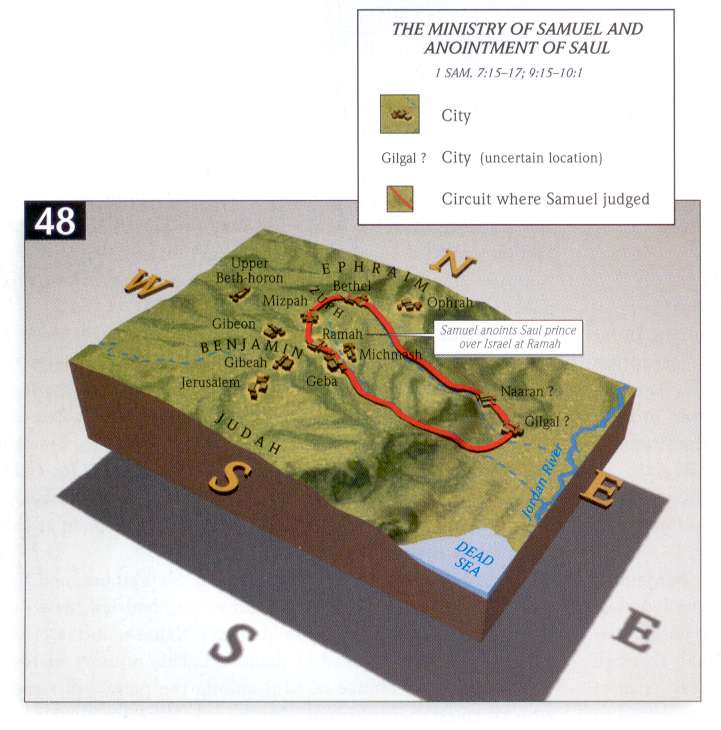 THE MINISTRY OF SAMUEL AND
ANOINTMENT OF SAUL
1 SAM. 7:15–17; 9:15–10:1
City
Gilgal ? City (uncertain location)
Circuit where Samuel judged
48
N
W
EPHRAIM
Upper
Beth-horon
Bethel
ZUPH
Mizpah
Ophrah
Gibeon
Ramah
Samuel anoints Saul prince
over Israel at Ramah
BENJAMIN
Michmash
Gibeah
Jerusalem
Geba
Naaran ?
Gilgal ?
JUDAH
Jordan River
S
E
DEAD
SEA
S
E